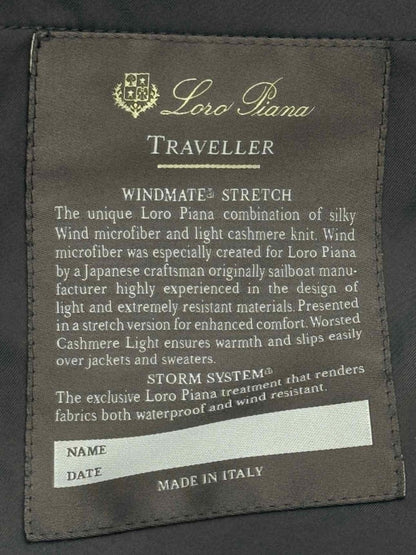 Loro Piana
TRAVELLER
WINDMATE® STRETCH
The unique Loro Piana combination of silky
Wind microfiber and light cashmere knit. Wind
microfiber was especially created for Loro Piana
by a Japanese craftsman originally sailboat manu-
facturer highly experienced in the design of
light and extremely resistant materials. Presented
in a stretch version for enhanced comfort. Worsted
Cashmere Light ensures warmth and slips easily
over jackets and sweaters.
STORM SYSTEM®
The exclusive Loro Piana treatment that renders
fabrics both waterproof and wind resistant.
NAME
DATE
MADE IN ITALY